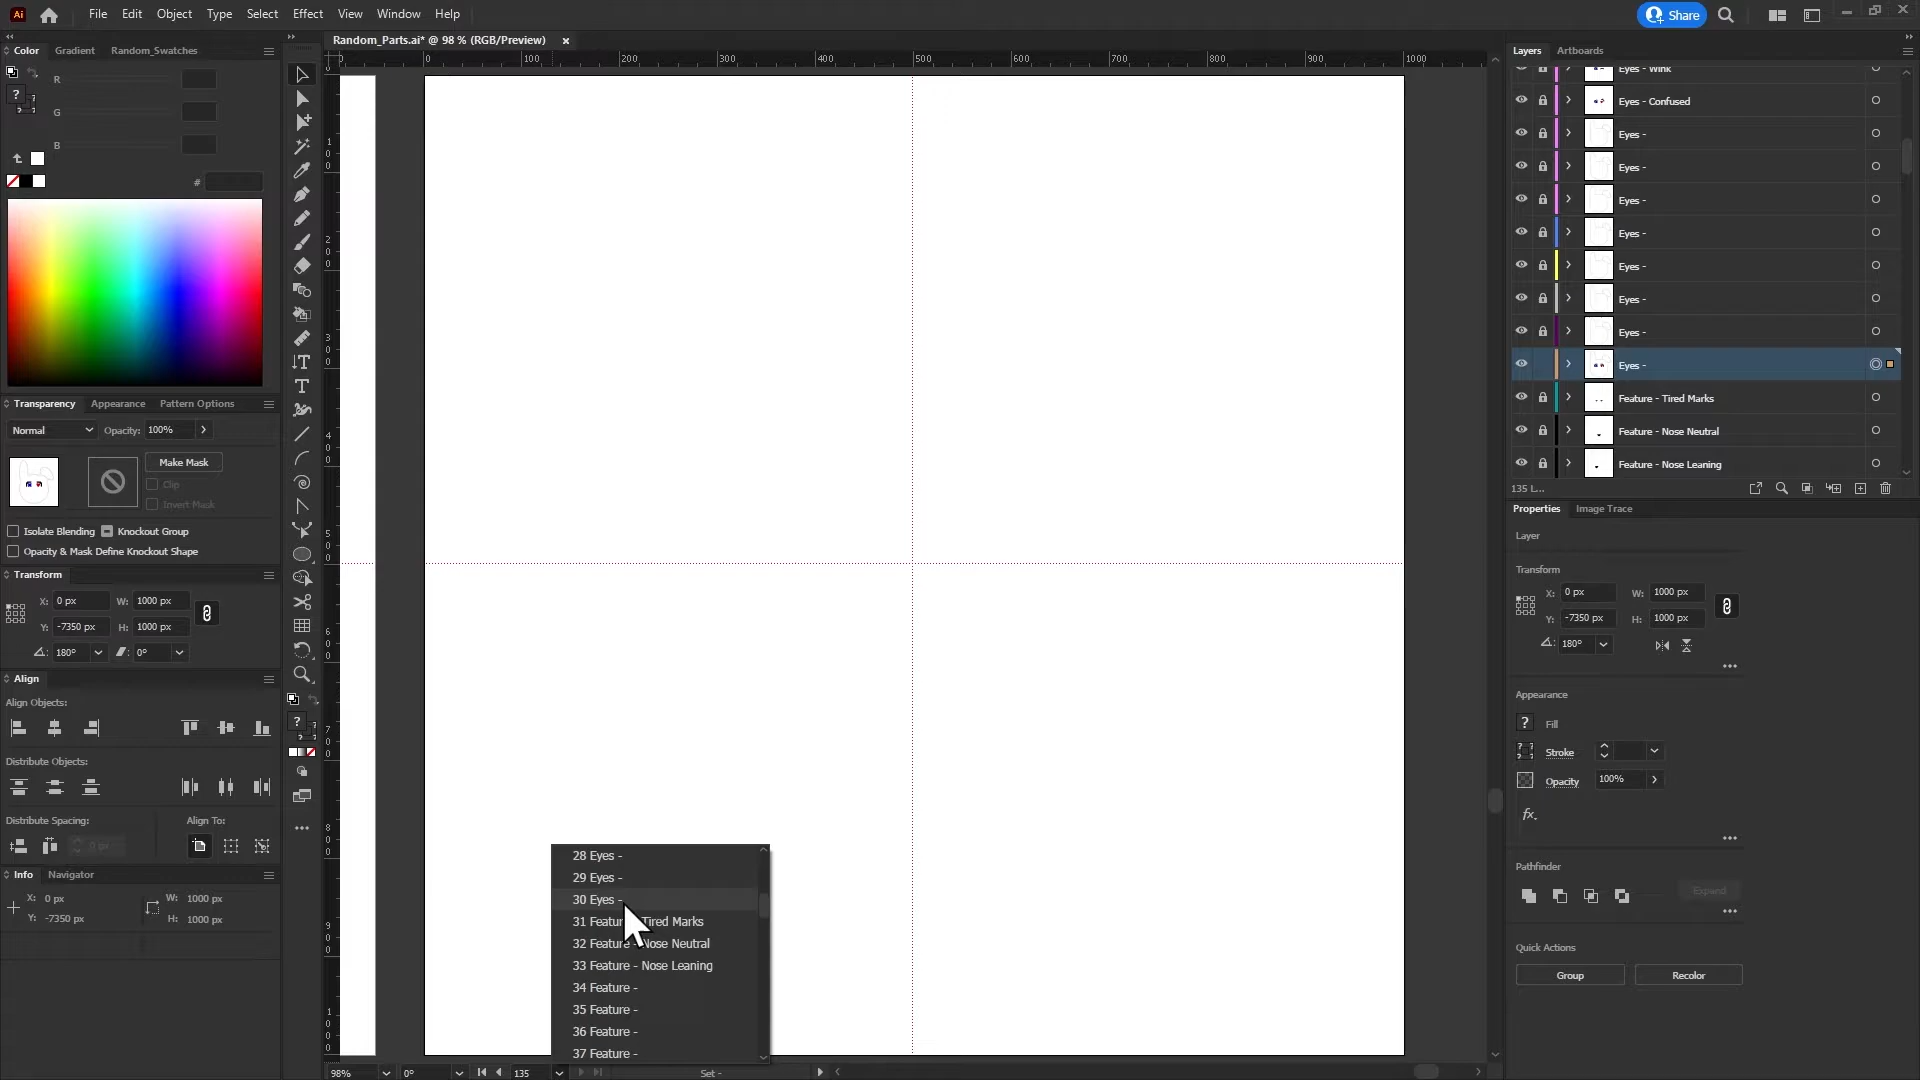 Ai File Edit Object Type Select Effect View Window Help Share
Color Gradient Random_Swatches
Random_Parts.ai* @ 98 % (RGB/Preview) ×
R
G
B
#
Transparency Appearance Pattern Options
Normal Opacity: 100%
Make Mask
Clip
Invert Mask
Isolate Blending Knockout Group
Opacity & Mask Define Knockout Shape
Transform
X: 0 px W: 1000 px
Y: -7350 px H: 1000 px
180° 0°
Align
Align Objects:
Distribute Objects:
Distribute Spacing: Align To:
0 px
Info Navigator
X: 0 px W: 1000 px
Y: -7350 px H: 1000 px
0 100 200 300 400 500 600 700 800 900 1000
28 Eyes -
29 Eyes -
30 Eyes -
31 Feature - Tired Marks
32 Feature - Nose Neutral
33 Feature - Nose Leaning
34 Feature -
35 Feature -
36 Feature -
37 Feature -
98% 0° 135 Set -
Layers Artboards
Eyes - Wink
Eyes - Confused
Eyes -
Eyes -
Eyes -
Eyes -
Eyes -
Eyes -
Eyes -
Eyes -
Feature - Tired Marks
Feature - Nose Neutral
Feature - Nose Leaning
135 L...
Properties Image Trace
Layer
Transform
X: 0 px W: 1000 px
Y: -7350 px H: 1000 px
180°
Appearance
? Fill
Stroke
Opacity 100%
fx.
Pathfinder
Expand
Quick Actions
Group Recolor